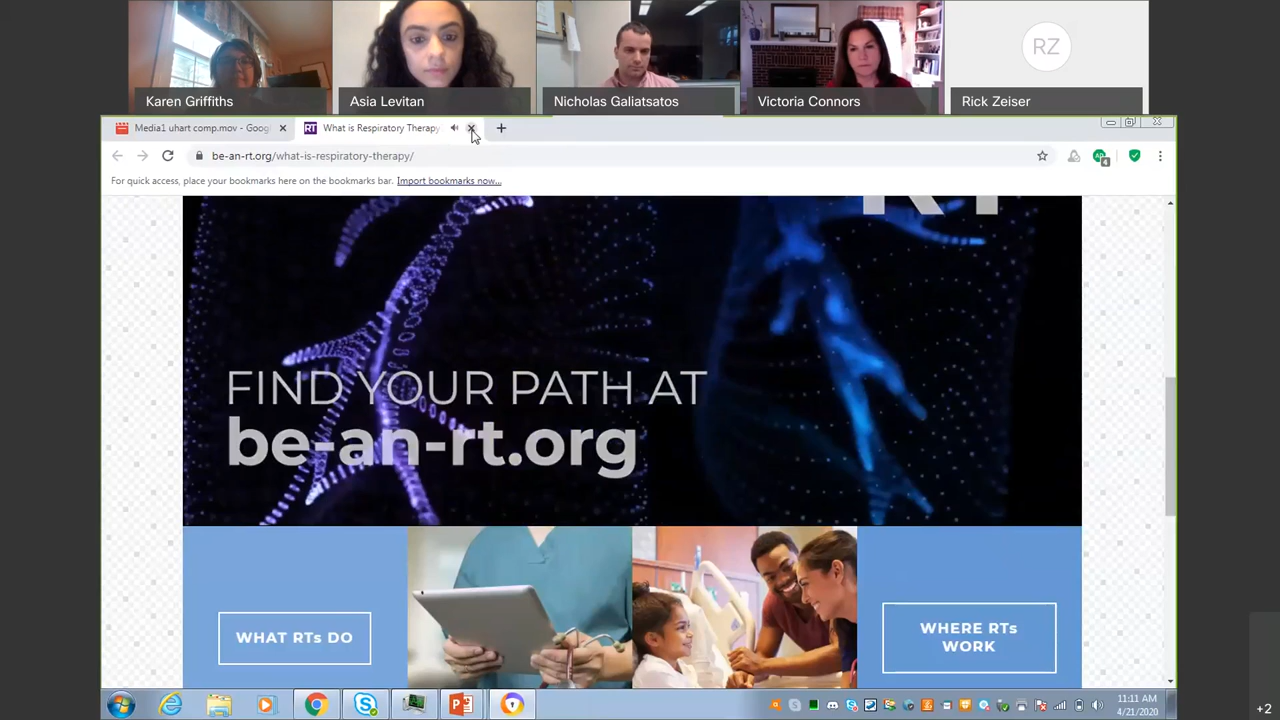 RZ
Karen Griffiths
Asia Levitan
Nicholas Galiatsatos
Victoria Connors
Rick Zeiser
Media1 uhart comp.mov - Goog
RT What is Respiratory Therapy
be-an-rt.org/what-is-respiratory-therapy/
For quick access, place your bookmarks here on the bookmarks bar. Import bookmarks now...
RT
FIND YOUR PATH AT
be-an-rt.org
WHAT RTs DO
WHERE RTs
WORK
11:11 AM
4/21/2020
+2